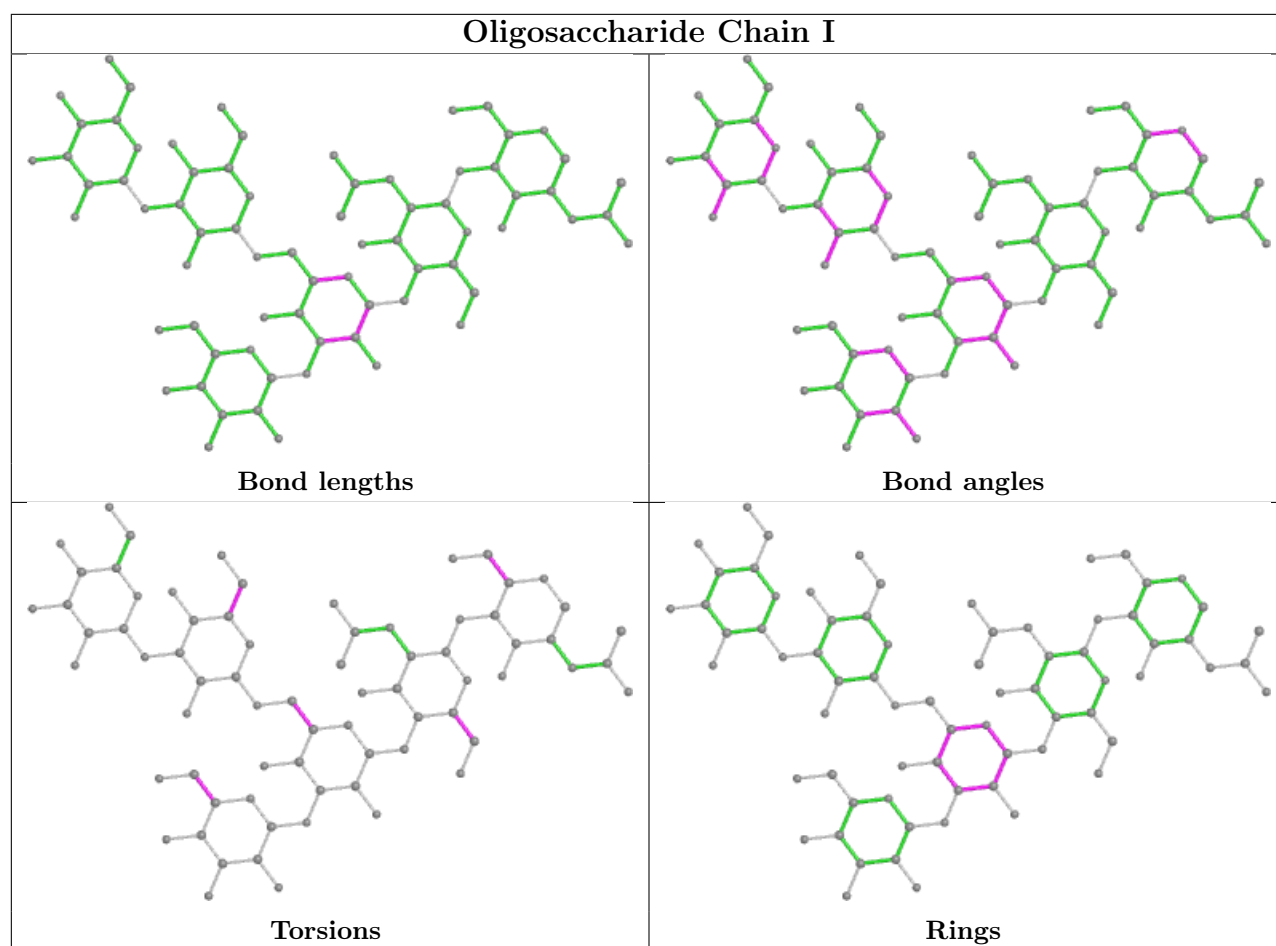 Oligosaccharide Chain I
Bond lengths
Bond angles
Torsions
Rings